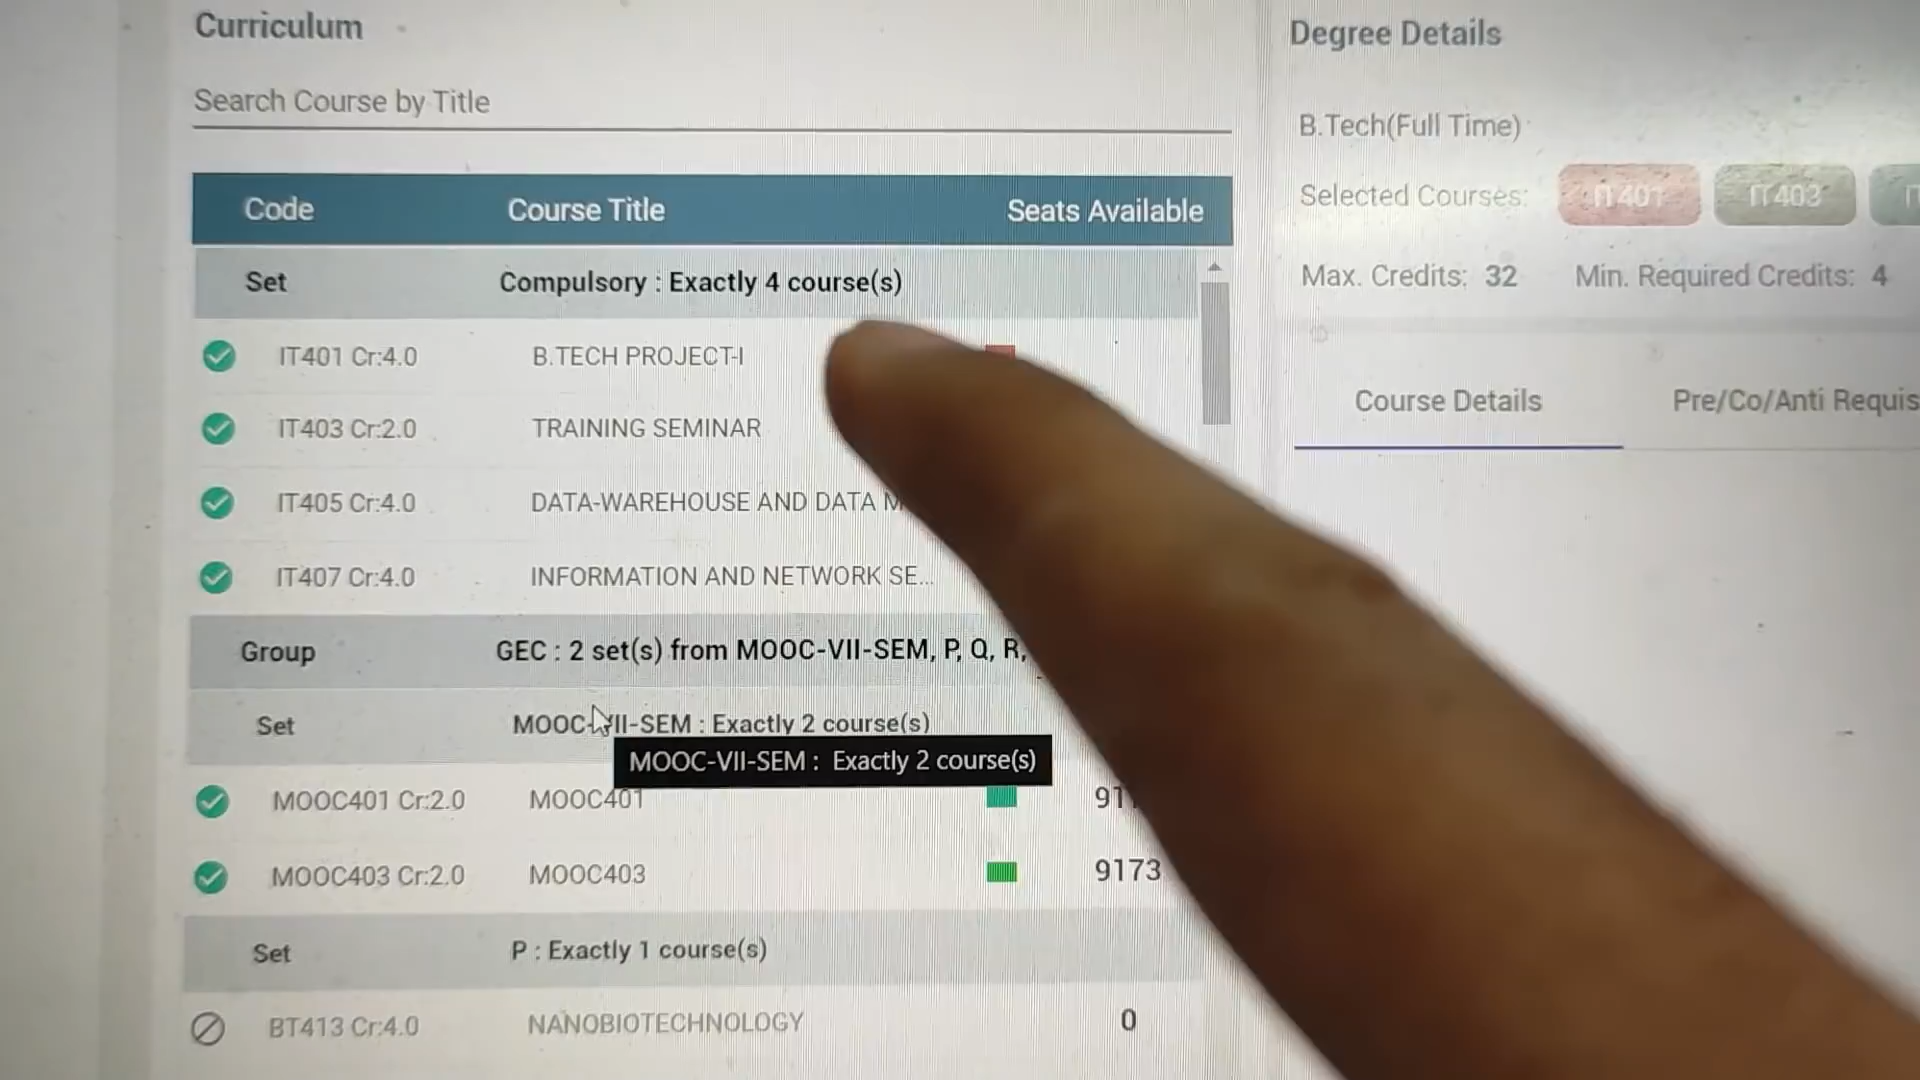 Curriculum
Search Course by Title
Code Course Title Seats Available
Set Compulsory : Exactly 4 course(s)
IT401 Cr:4.0 B.TECH PROJECT-I
IT403 Cr:2.0 TRAINING SEMINAR
IT405 Cr:4.0 DATA-WAREHOUSE AND DATA
IT407 Cr:4.0 INFORMATION AND NETWORK SE...
Group GEC : 2 set(s) from MOOC-VII-SEM, P, Q, R,
Set MOOC-VII-SEM : Exactly 2 course(s)
MOOC-VII-SEM : Exactly 2 course(s)
MOOC401 Cr:2.0 MOOC401
MOOC403 Cr:2.0 MOOC403 9173
Set P : Exactly 1 course(s)
BT413 Cr:4.0 NANOBIOTECHNOLOGY 0
Degree Details
B.Tech(Full Time)
Selected Courses: IT401 IT403
Max. Credits: 32 Min. Required Credits: 4
Course Details Pre/Co/Anti Requis